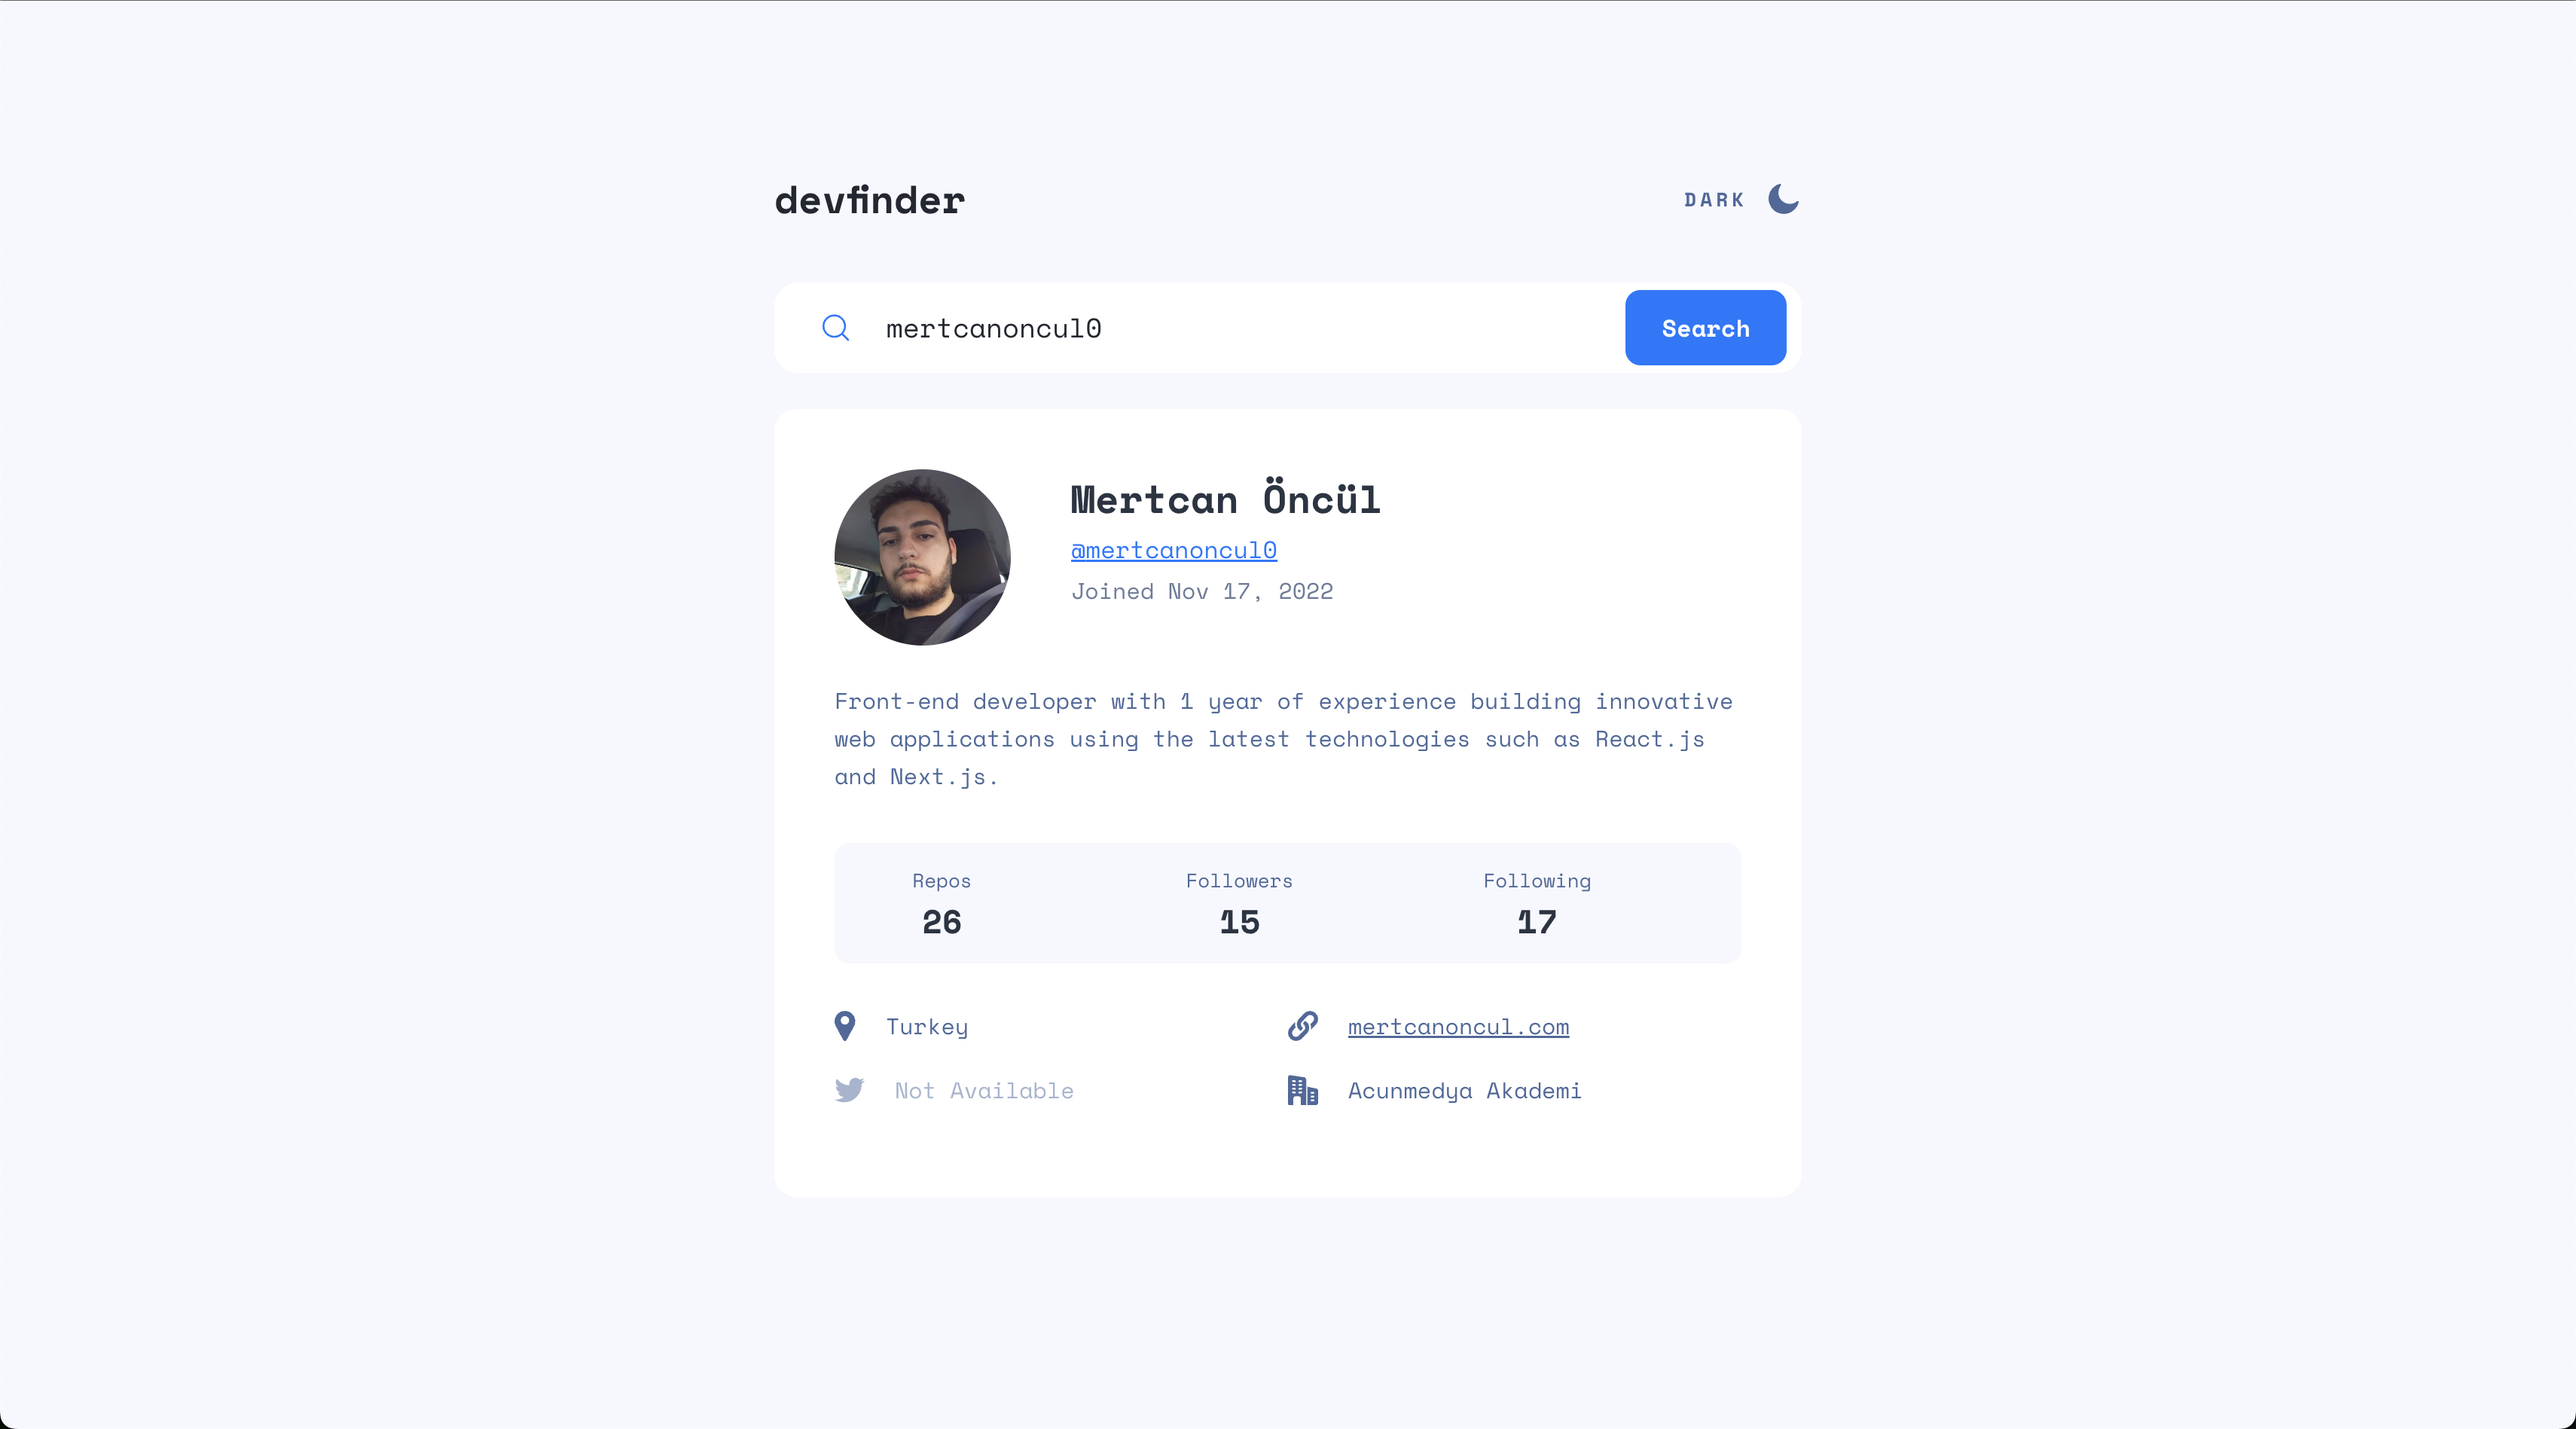 devfinder
DARK
mertcanoncul0
Search
Mertcan Öncül
@mertcanoncul0
Joined Nov 17, 2022
Front-end developer with 1 year of experience building innovative
web applications using the latest technologies such as React.js
and Next.js.
Repos Followers Following
26 15 17
Turkey mertcanoncul.com
Not Available Acunmedya Akademi